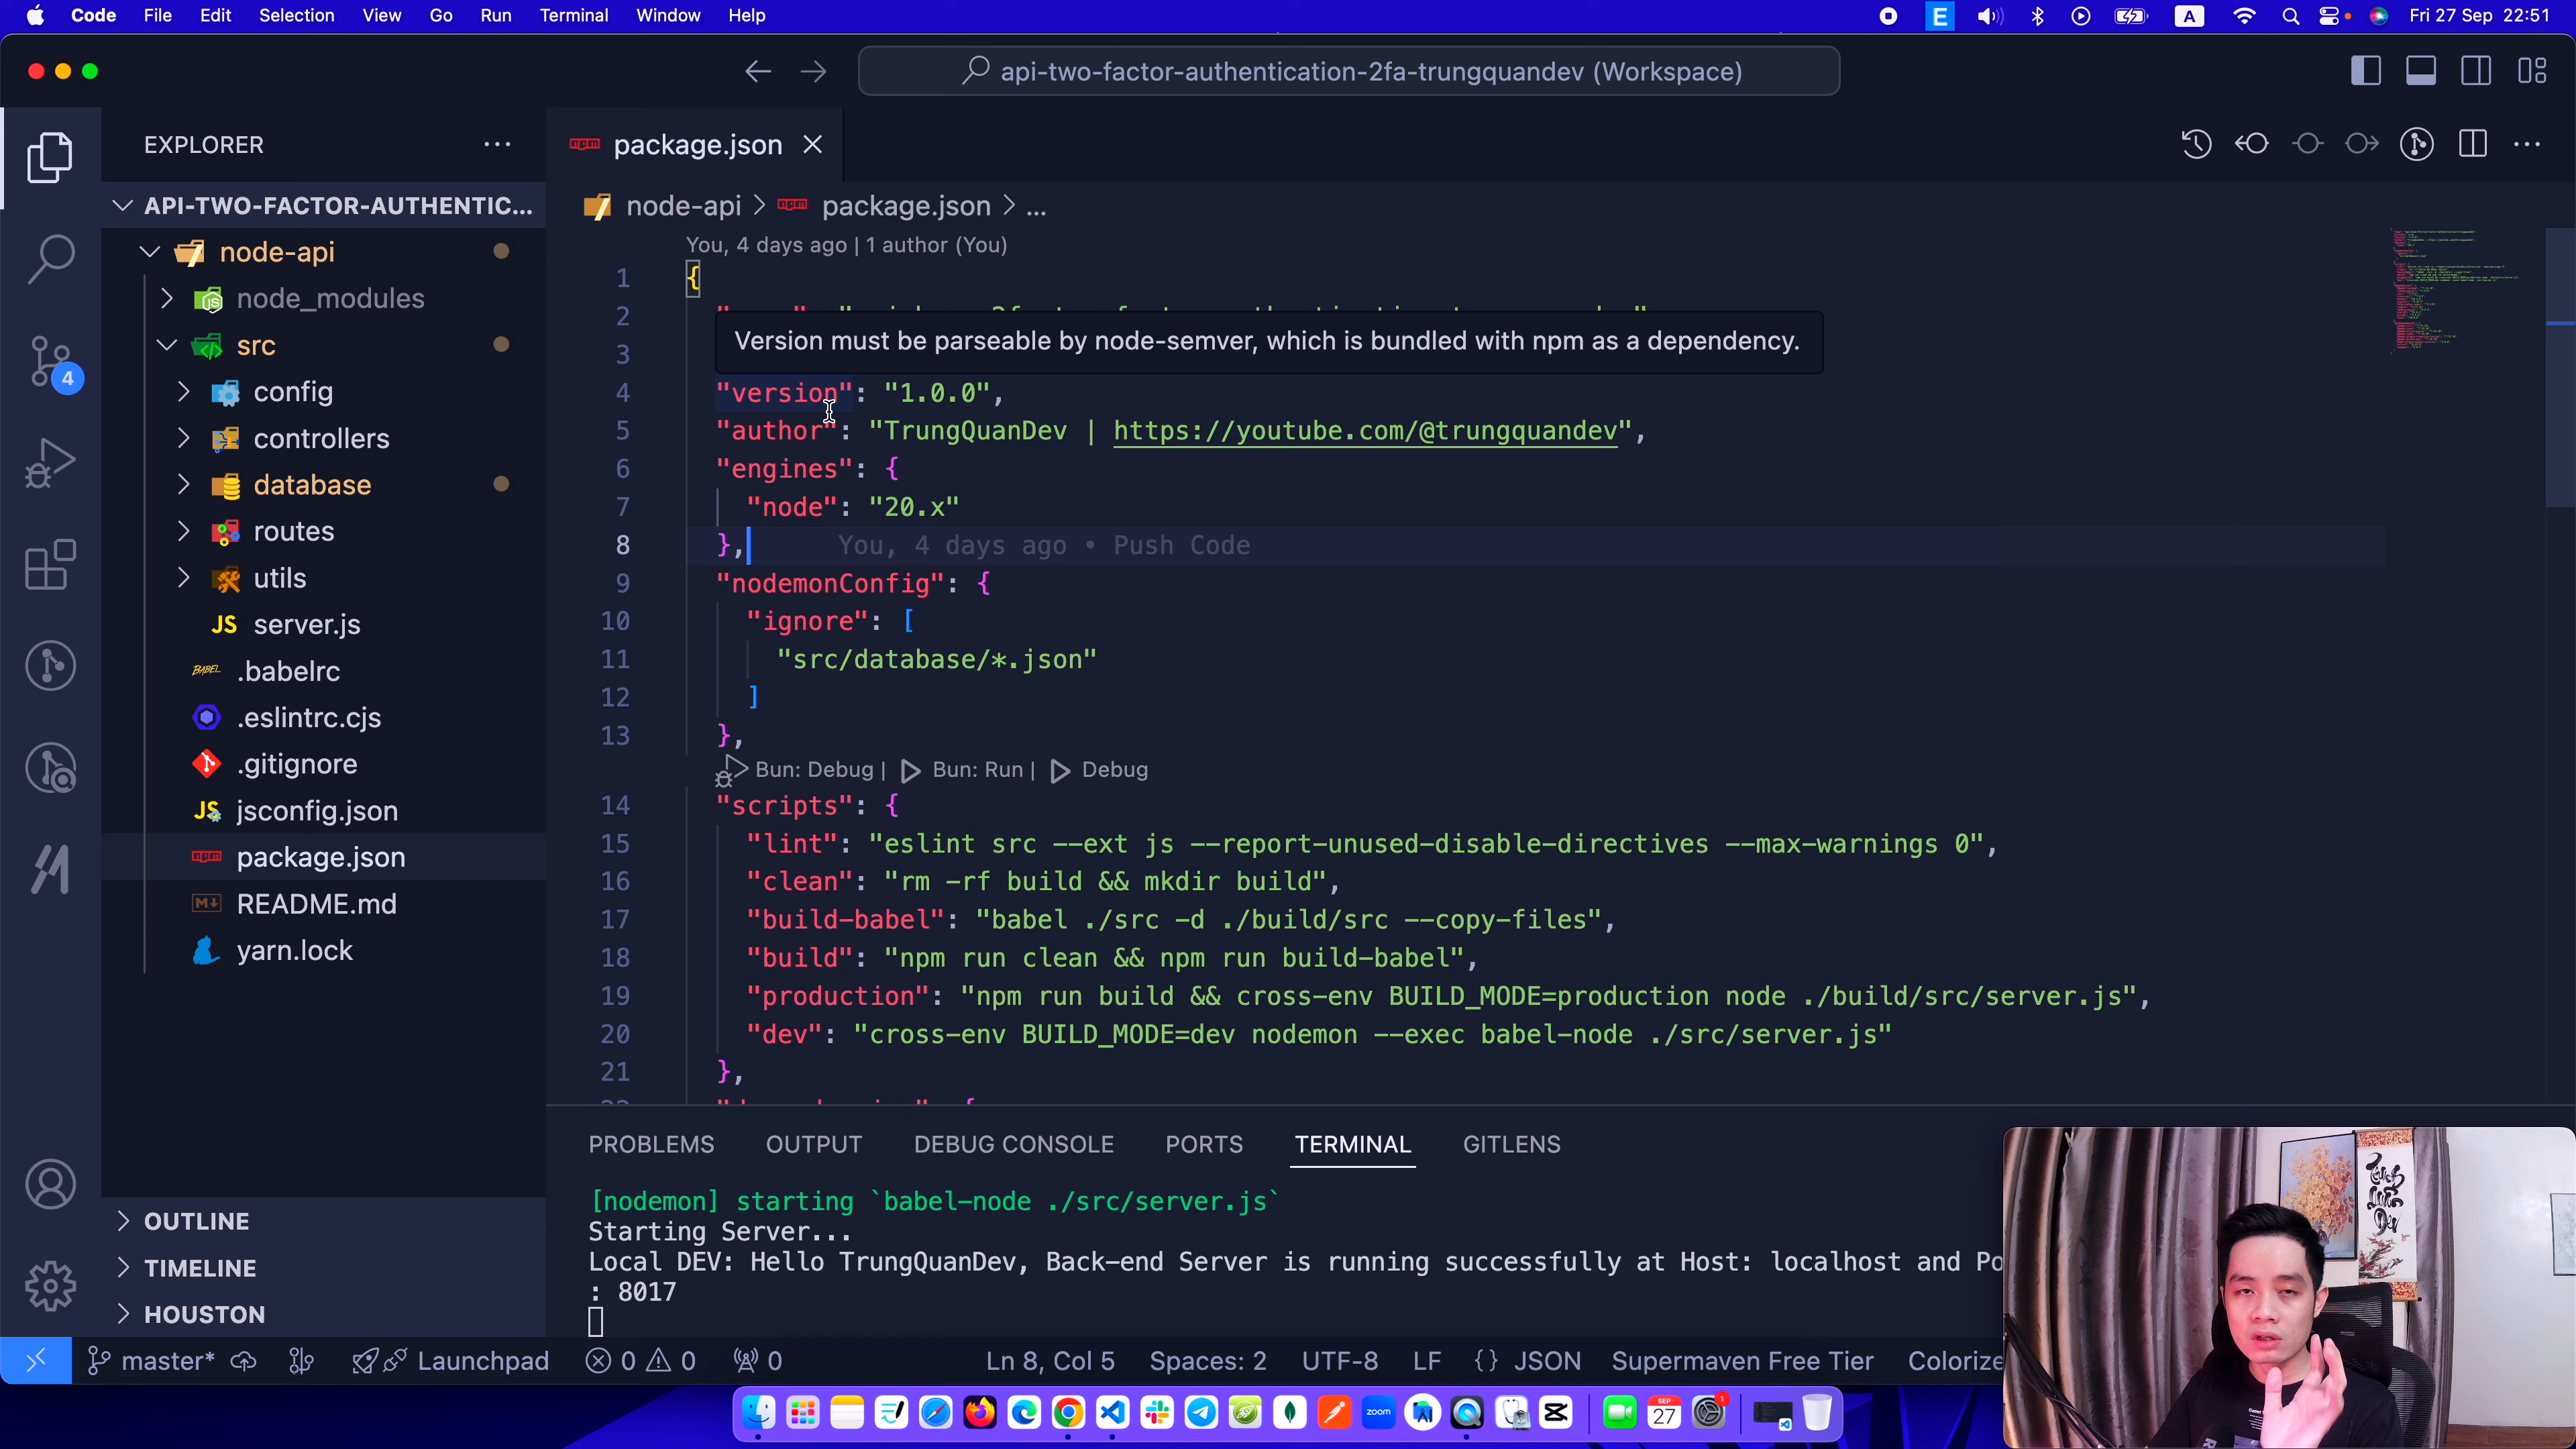 Code File Edit Selection View Go Run Terminal Window Help
E A Fri 27 Sep 22:51
api-two-factor-authentication-2fa-trungquandev (Workspace)
EXPLORER
API-TWO-FACTOR-AUTHENTIC...
node-api
node_modules
src
config
controllers
database
routes
utils
JS server.js
BABEL .babelrc
.eslintrc.cjs
.gitignore
JS jsconfig.json
npm package.json
README.md
yarn.lock
OUTLINE
TIMELINE
HOUSTON
4
npm package.json
node-api > npm package.json > ...
You, 4 days ago | 1 author (You)
1 {
2
3
Version must be parseable by node-semver, which is bundled with npm as a dependency.
4 "version": "1.0.0",
5 "author": "TrungQuanDev | https://youtube.com/@trungquandev",
6 "engines": {
7 "node": "20.x"
8 }, You, 4 days ago • Push Code
9 "nodemonConfig": {
10 "ignore": [
11 "src/database/*.json"
12 ]
13 },
Bun: Debug | Bun: Run | Debug
14 "scripts": {
15 "lint": "eslint src --ext js --report-unused-disable-directives --max-warnings 0",
16 "clean": "rm -rf build && mkdir build",
17 "build-babel": "babel ./src -d ./build/src --copy-files",
18 "build": "npm run clean && npm run build-babel",
19 "production": "npm run build && cross-env BUILD_MODE=production node ./build/src/server.js",
20 "dev": "cross-env BUILD_MODE=dev nodemon --exec babel-node ./src/server.js"
21 },
PROBLEMS OUTPUT DEBUG CONSOLE PORTS TERMINAL GITLENS
[nodemon] starting `babel-node ./src/server.js`
Starting Server...
Local DEV: Hello TrungQuanDev, Back-end Server is running successfully at Host: localhost and Po
: 8017
master* Launchpad 0 0 0 Ln 8, Col 5 Spaces: 2 UTF-8 LF {} JSON Supermaven Free Tier Colorize
zoom
SEP
27
1